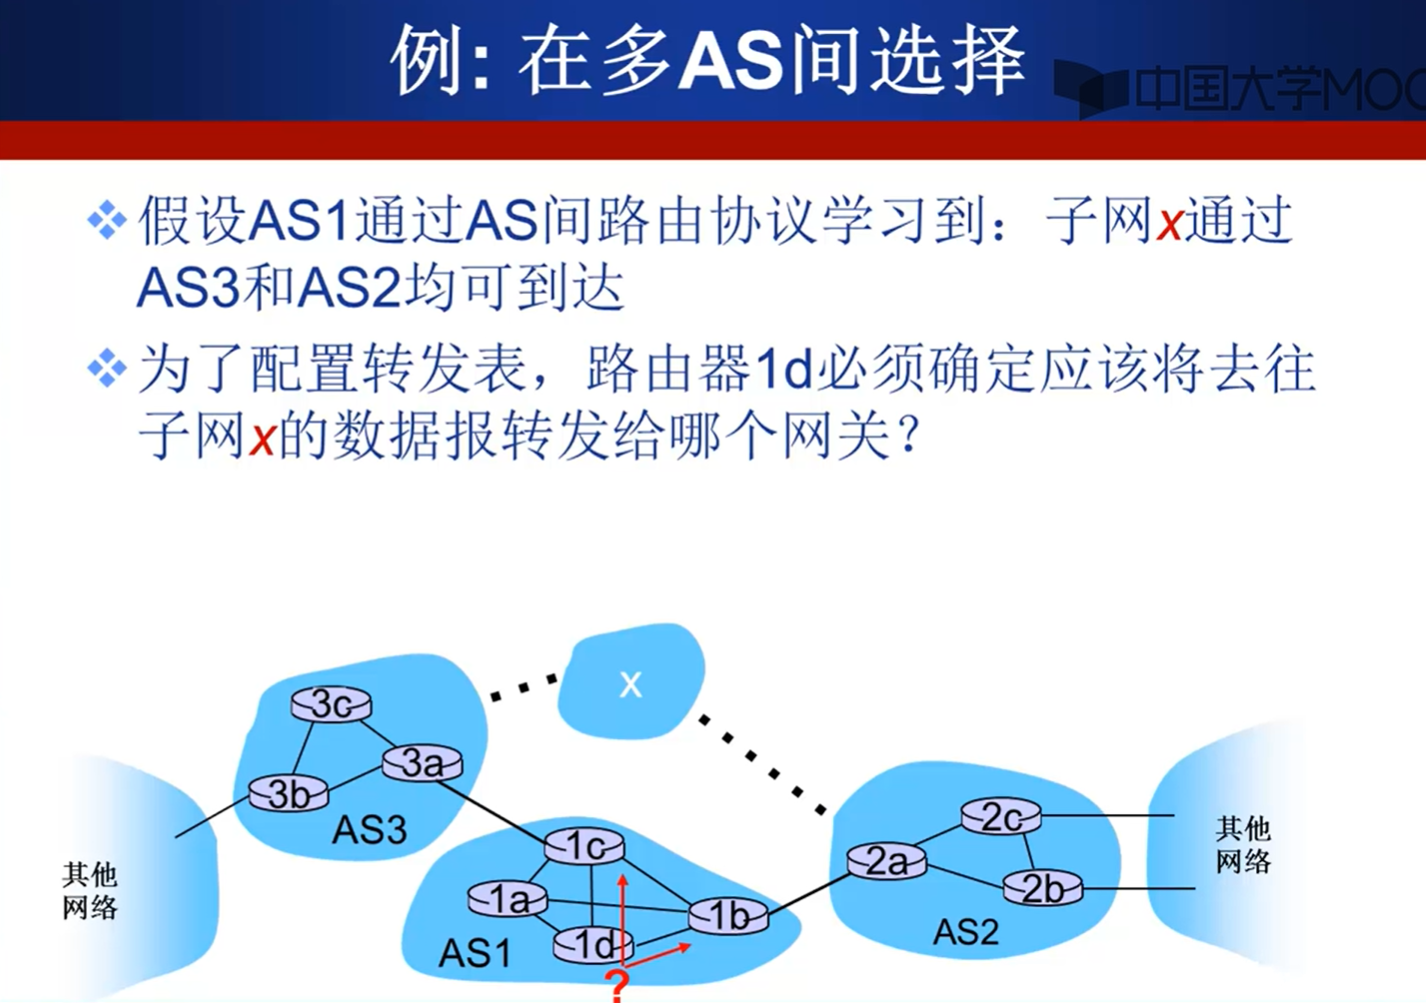 例: 在多AS间选择
中国大学MOO
假设AS1通过AS间路由协议学习到：子网x通过
AS3和AS2均可到达
为了配置转发表，路由器1d必须确定应该将去往
子网x的数据报转发给哪个网关？
x
3c
3a
3b
AS3
其他
网络
1c
1a
1b
1d
AS1
?
2c
2a
2b
AS2
其他
网络